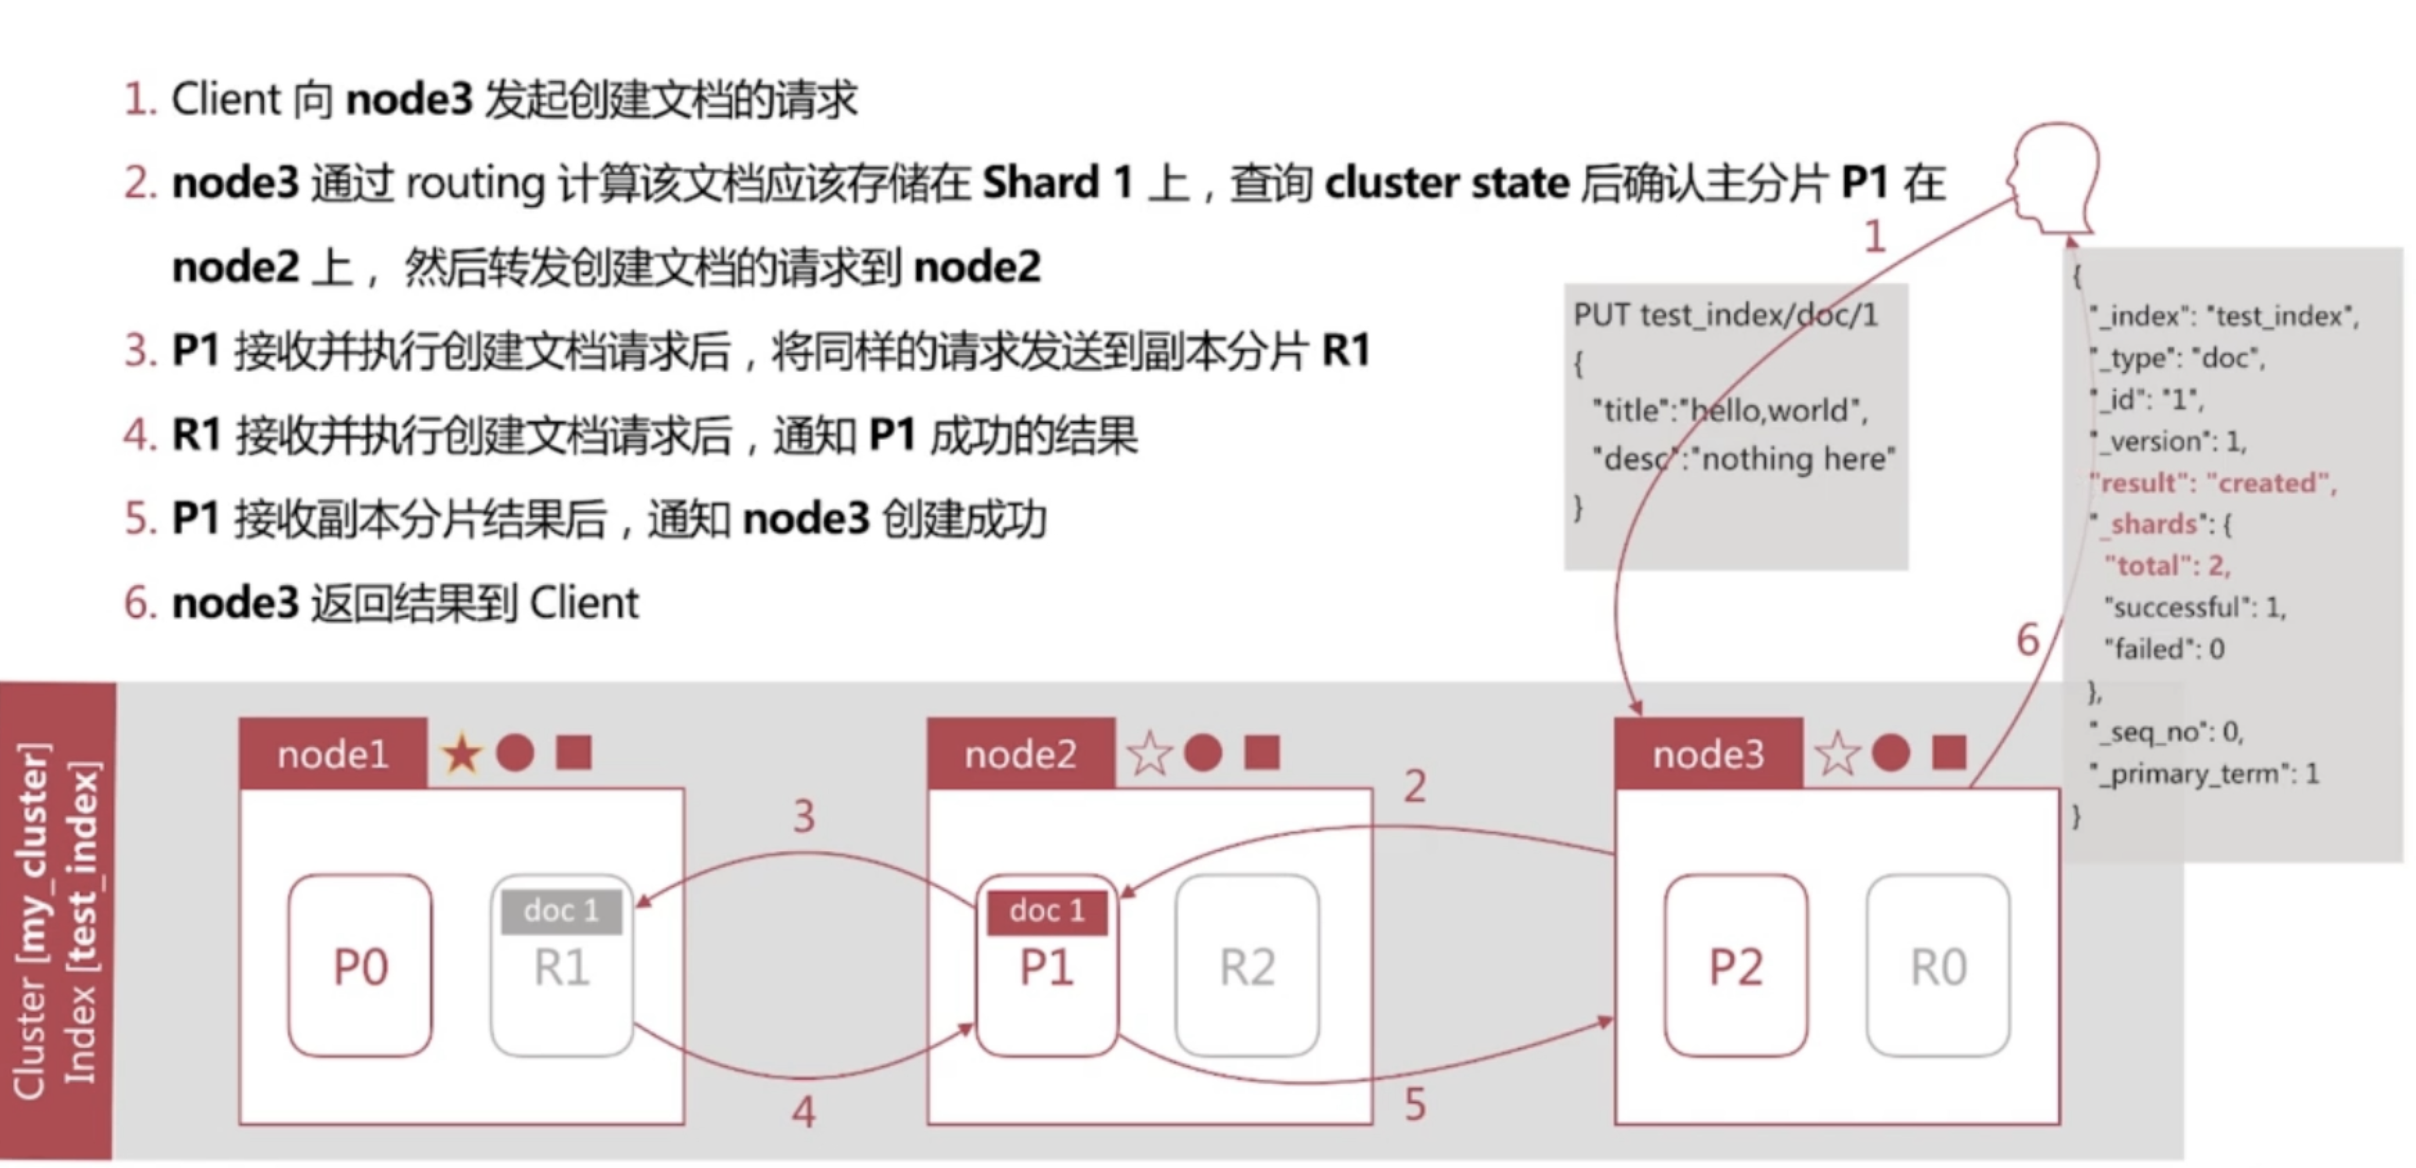 1. Client 向 node3 发起创建文档的请求
2. node3 通过 routing 计算该文档应该存储在 Shard 1 上，查询 cluster state 后确认主分片 P1 在
node2 上， 然后转发创建文档的请求到 node2
3. P1 接收并执行创建文档请求后，将同样的请求发送到副本分片 R1
4. R1 接收并执行创建文档请求后，通知 P1 成功的结果
5. P1 接收副本分片结果后，通知 node3 创建成功
6. node3 返回结果到 Client
1
PUT test_index/doc/1
{
"title":"hello,world",
"desc":"nothing here"
}
{
"_index": "test_index",
"_type": "doc",
"_id": "1",
"_version": 1,
"result": "created",
"_shards": {
"total": 2,
"successful": 1,
"failed": 0
},
"_seq_no": 0,
"_primary_term": 1
}
6
Cluster [my_cluster]
Index [test_index]
node1
node2
node3
3
2
doc 1
doc 1
P0
R1
P1
R2
P2
R0
4
5